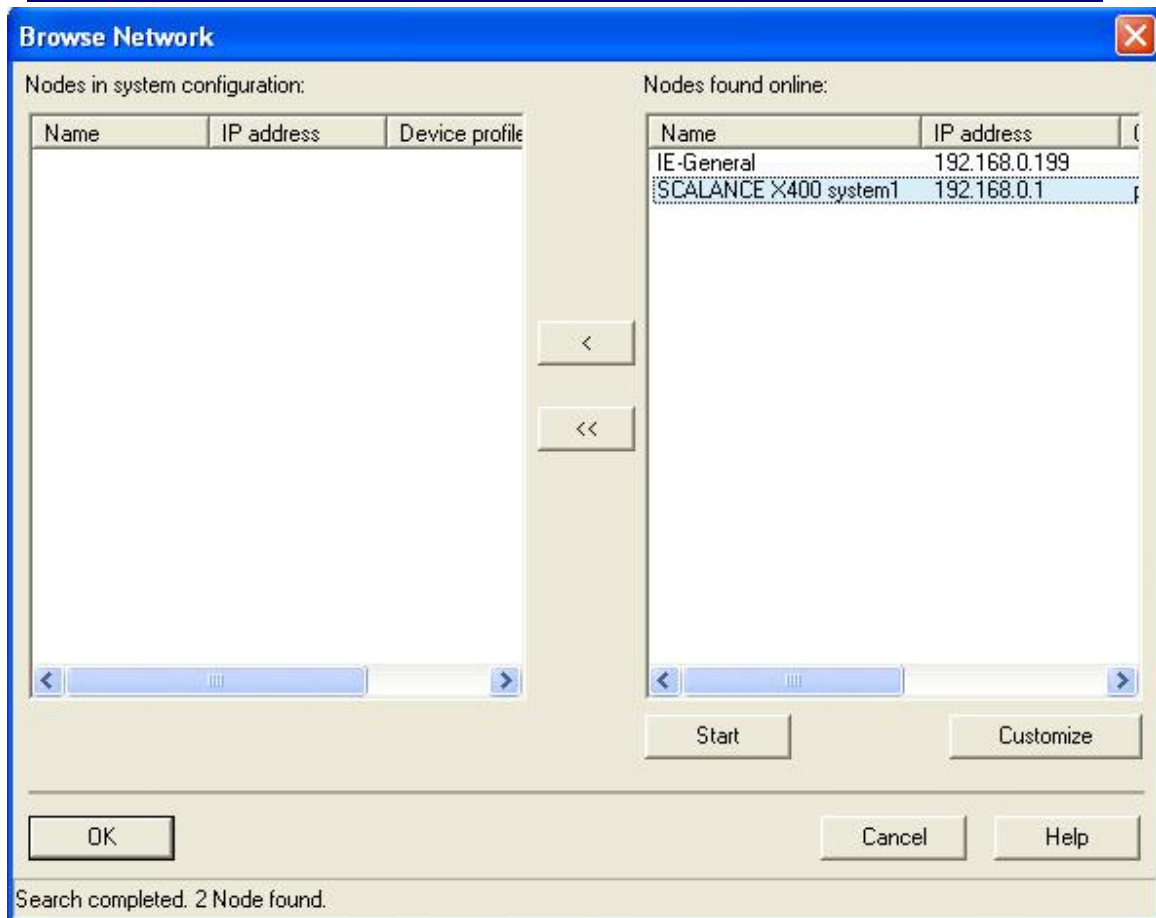 Browse Network
Nodes in system configuration:
Name IP address Device profile
Nodes found online:
Name IP address
IE-General 192.168.0.199
SCALANCE X400 system1 192.168.0.1
<
<<
Start Customize
OK Cancel Help
Search completed. 2 Node found.